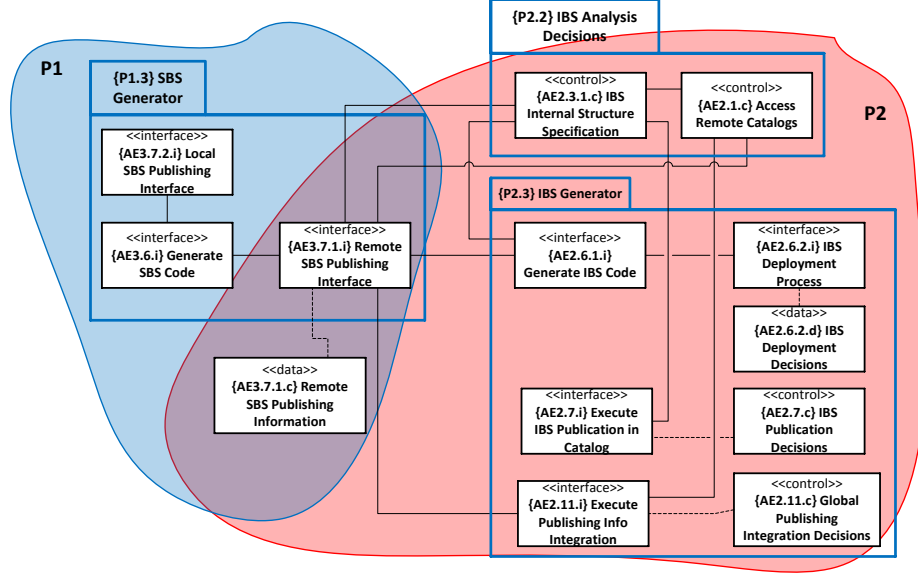 {P2.2} IBS Analysis
Decisions
P1
{P1.3} SBS
Generator
<<control>>
{AE2.3.1.c} IBS
Internal Structure
Specification
<<control>>
{AE2.1.c} Access
Remote Catalogs
P2
<<interface>>
{AE3.7.2.i} Local
SBS Publishing
Interface
{P2.3} IBS Generator
<<interface>>
{AE3.6.i} Generate
SBS Code
<<interface>>
{AE3.7.1.i} Remote
SBS Publishing
Interface
<<interface>>
{AE2.6.1.i}
Generate IBS Code
<<interface>>
{AE2.6.2.i} IBS
Deployment
Process
<<data>>
{AE2.6.2.d} IBS
Deployment
Decisions
<<data>>
{AE3.7.1.c} Remote
SBS Publishing
Information
<<interface>>
{AE2.7.i} Execute
IBS Publication in
Catalog
<<control>>
{AE2.7.c} IBS
Publication
Decisions
<<interface>>
{AE2.11.i} Execute
Publishing Info
Integration
<<control>>
{AE2.11.c} Global
Publishing
Integration Decisions